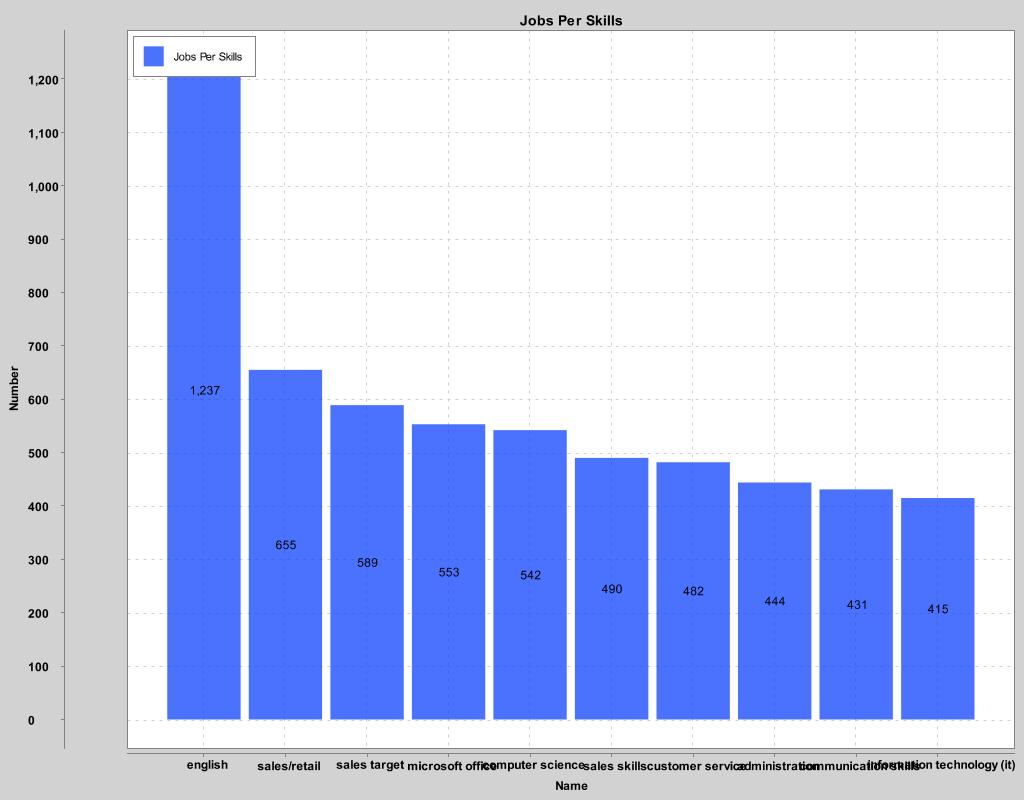 Jobs Per Skills
Jobs Per Skills
1,200
1,100
1,000
900
800
700
600
500
400
300
200
100
0
Number
1,237
655
589
553
542
490
482
444
431
415
english
sales/retail
sales target
microsoft office
computer science
sales skills
customer service
administration
communication skills
information technology (it)
Name